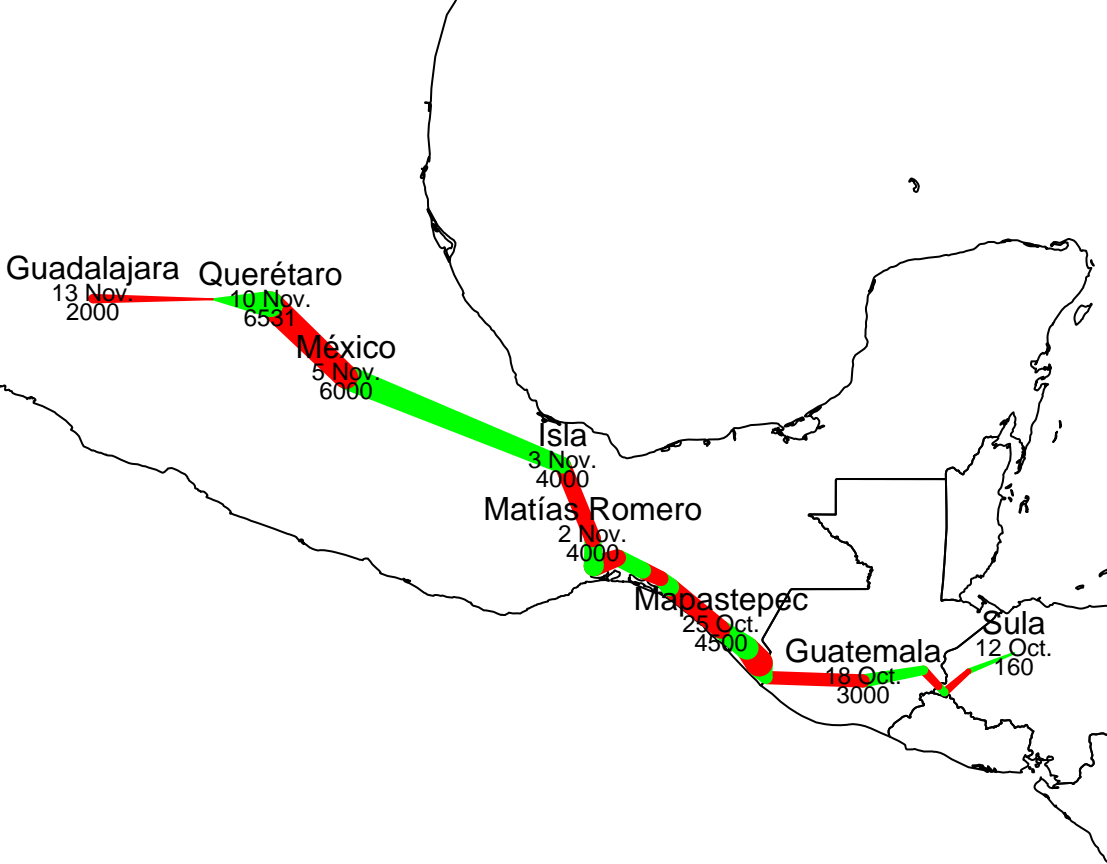 Guadalajara
13 Nov.
2000
Querétaro
10 Nov.
6531
México
5 Nov.
6000
Isla
3 Nov.
4000
Matías Romero
2 Nov.
4000
Mapastepec
25 Oct.
4500
Guatemala
18 Oct.
3000
Sula
12 Oct.
160